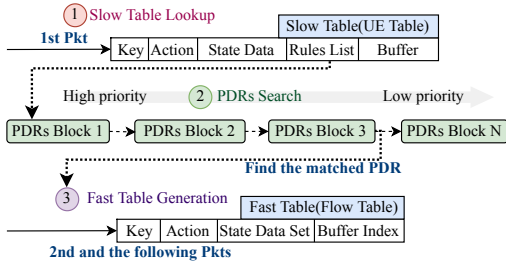 1 Slow Table Lookup
Slow Table(UE Table)
1st Pkt
Key Action State Data Rules List Buffer
High priority 2 PDRs Search Low priority
PDRs Block 1 PDRs Block 2 PDRs Block 3 PDRs Block N
Find the matched PDR
3 Fast Table Generation
Fast Table(Flow Table)
Key Action State Data Set Buffer Index
2nd and the following Pkts